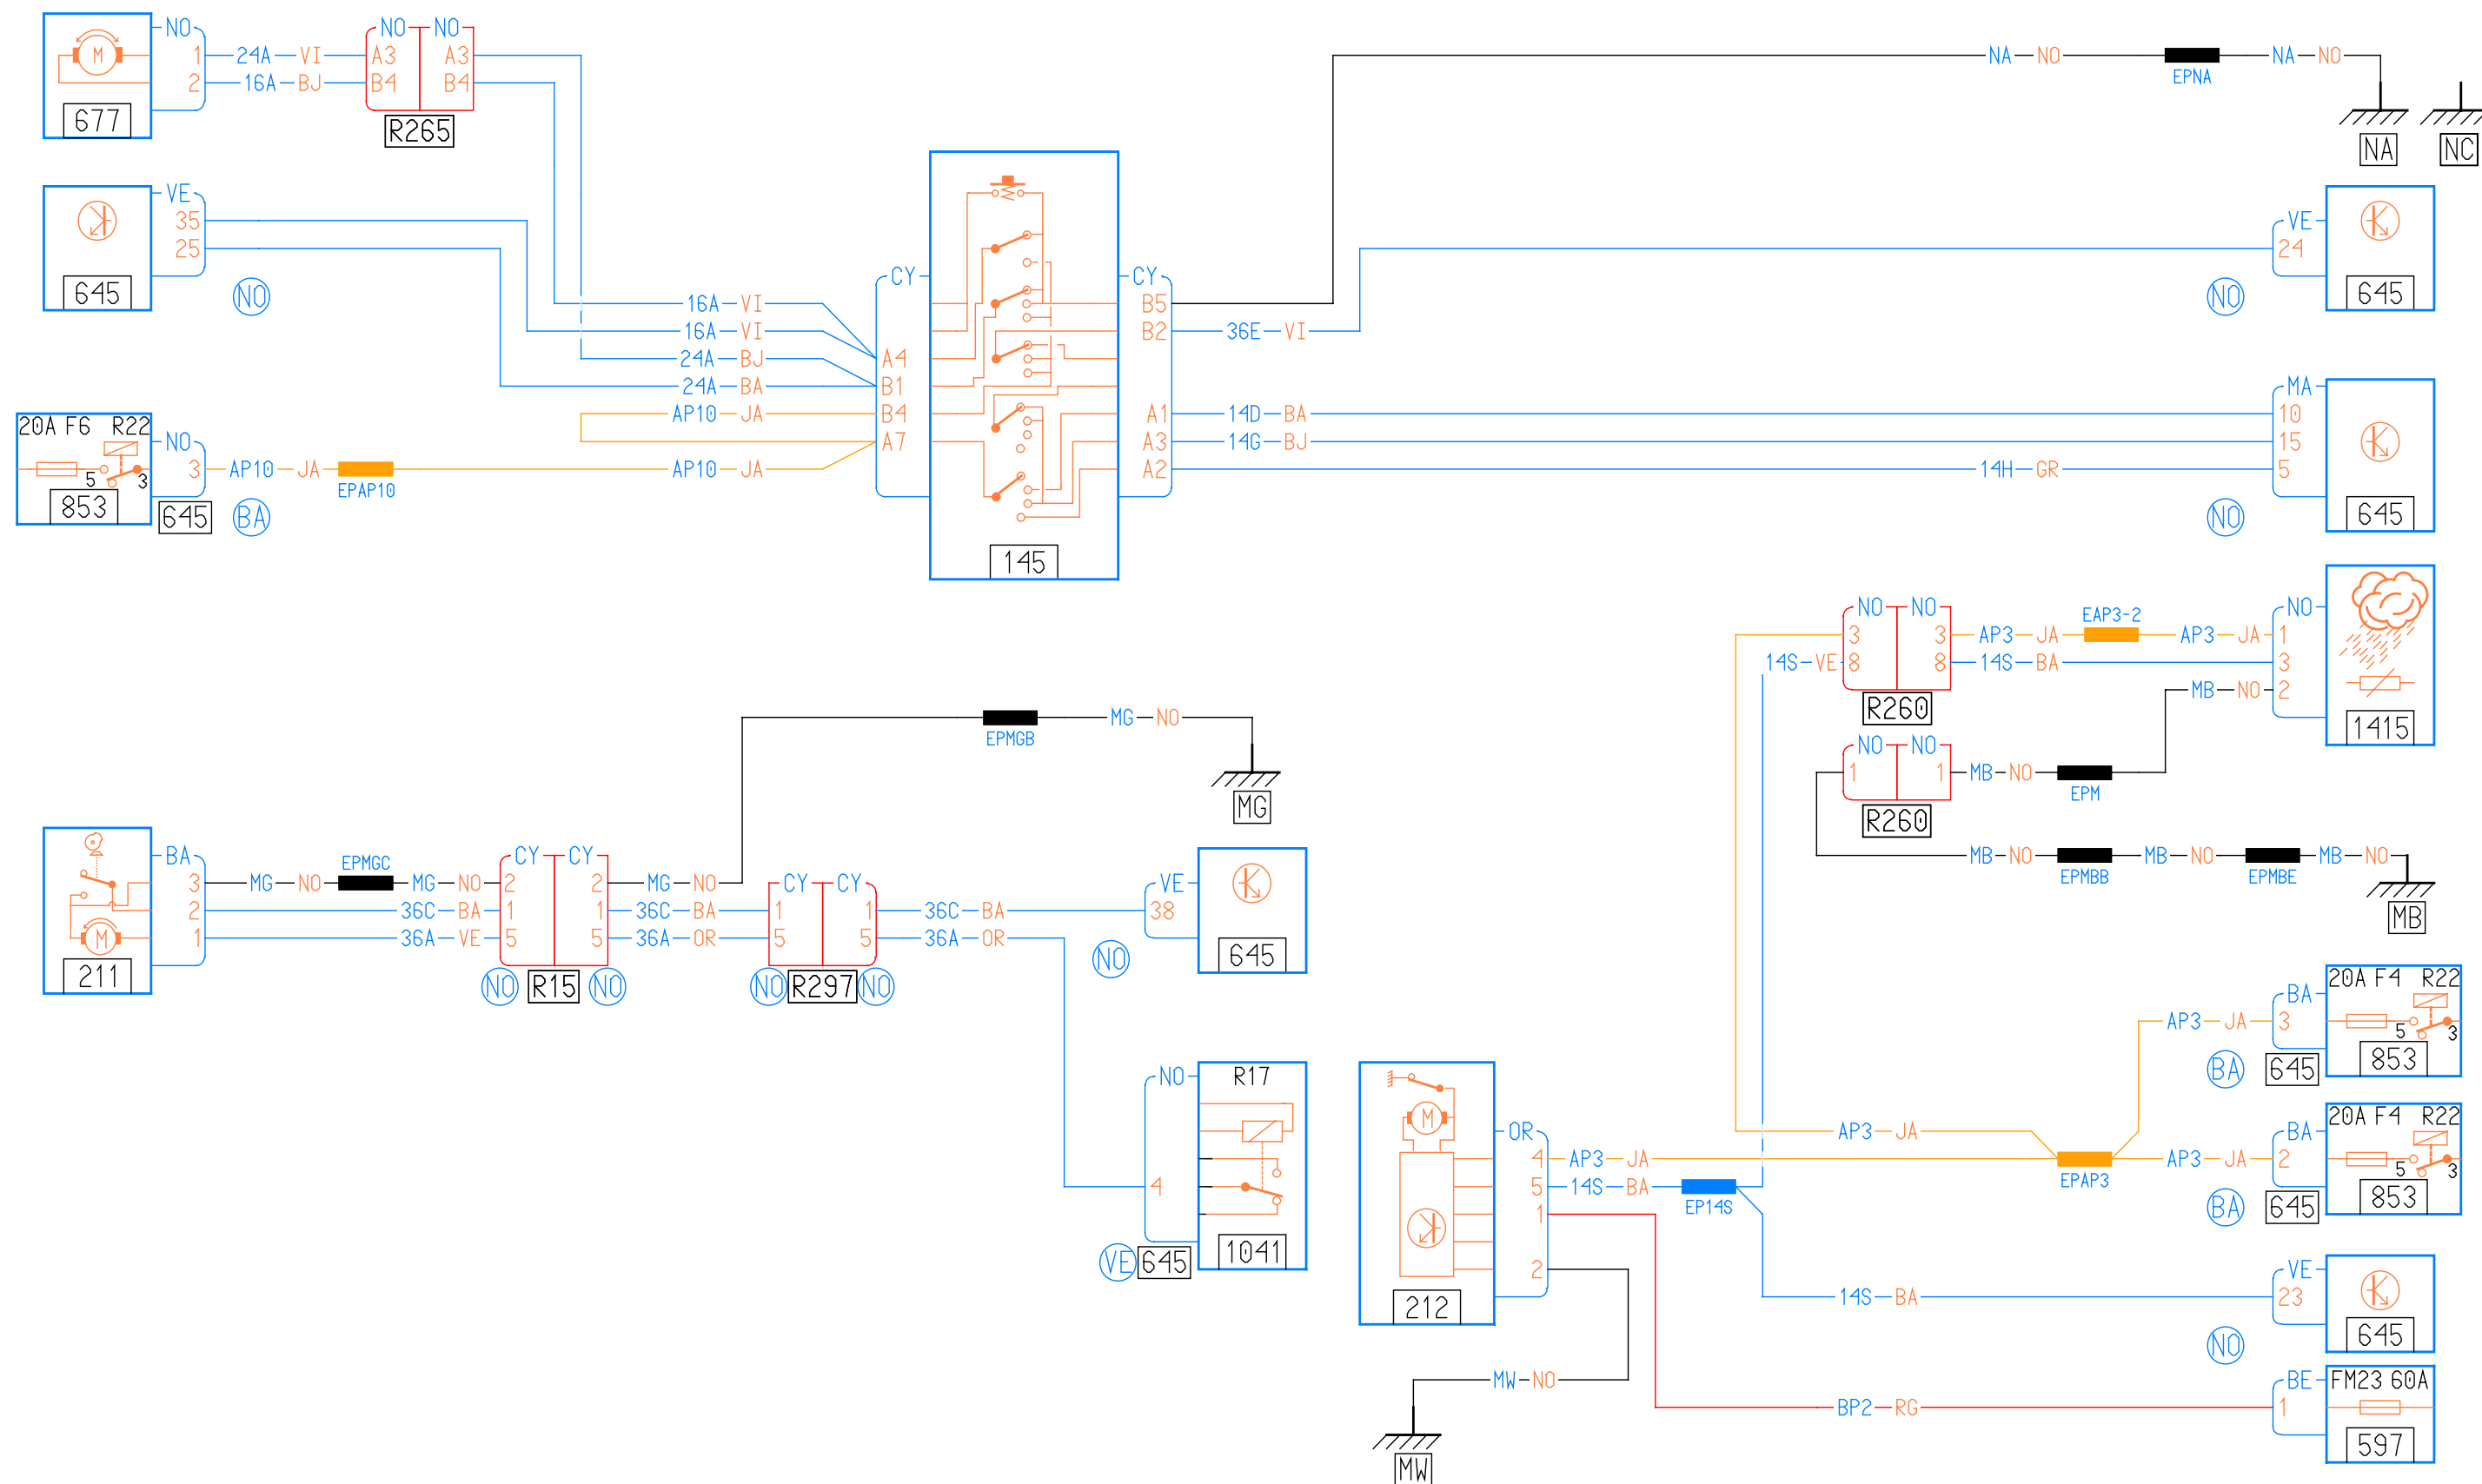 NO
1 24A VI A3
2 16A BJ B4
M
677
NO NO
A3
B4
R265
NA NO EPNA NA NO
NA
NC
VE
35
25
645
NO
16A VI
16A VI
24A BJ
24A BA
AP10 JA
AP10 JA
CY
A4
B1
B4
A7
145
CY
B5
B2 36E VI
A1 14D BA
A3 14G BJ
A2 14H GR
VE
24
645
NO
MA
10
15
5
645
NO
20A F6 R22
5 3
853
NO
3 AP10 JA
EPAP10
645
BA
NO NO
3 3 AP3 JA EAP3-2 AP3 JA 1
14S VE 8 8 14S BA 3
MB NO 2
NO
R260
1415
NO NO
1 1 MB NO
EPM
R260
MB NO EPMBB MB NO EPMBE MB NO
MB
EPMGB
MG NO
MG
M
211
BA
3 MG NO EPMGC MG NO 2
2 36C BA 1
1 36A VE 5
CY CY
2 MG NO
1 36C BA 1
5 36A OR 5
NO R15 NO
CY CY
1 36C BA
5 36A OR
NO R297 NO
VE
38
645
NO
NO
4
R17
1041
VE 645
M
212
OR
4 AP3 JA
5 14S BA
1
2
EP14S
AP3 JA
EPAP3
MW NO
MW
AP3 JA
BA
3
20A F4 R22
5 3
853
BA 645
AP3 JA
BA
2
20A F4 R22
5 3
853
BA 645
14S BA
VE
23
645
NO
BP2 RG
BE
1
FM23 60A
597